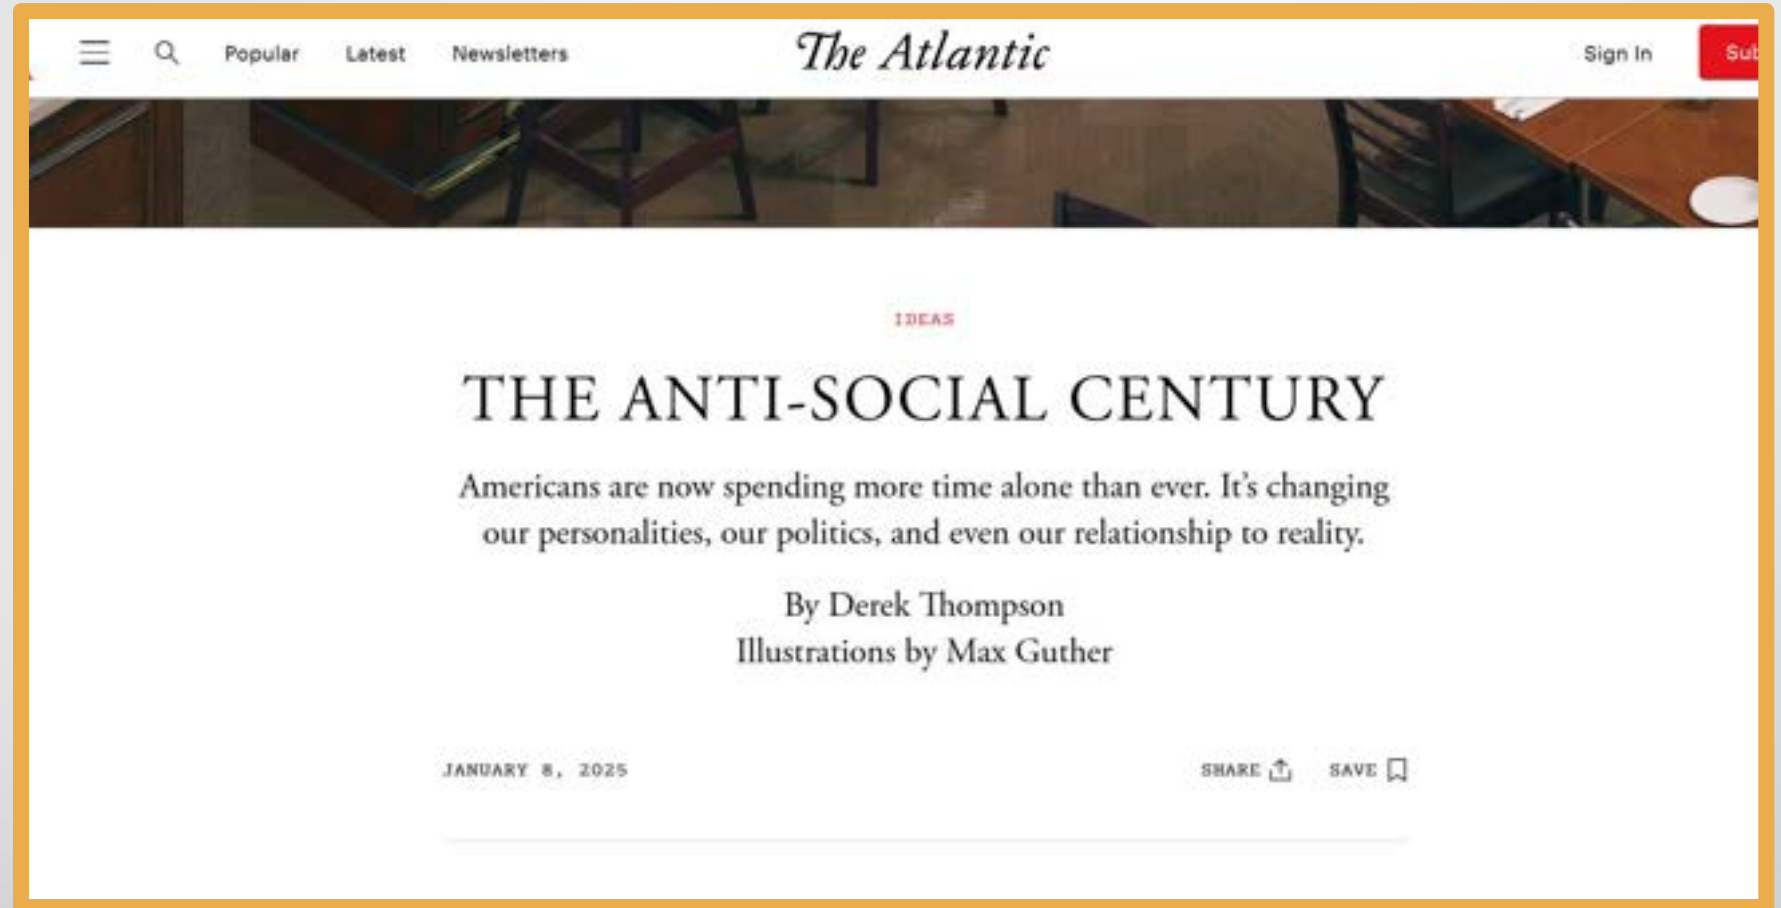 Popular Latest Newsletters The Atlantic Sign In
IDEAS
THE ANTI-SOCIAL CENTURY
Americans are now spending more time alone than ever. It’s changing
our personalities, our politics, and even our relationship to reality.
By Derek Thompson
Illustrations by Max Guther
JANUARY 8, 2025 SHARE SAVE